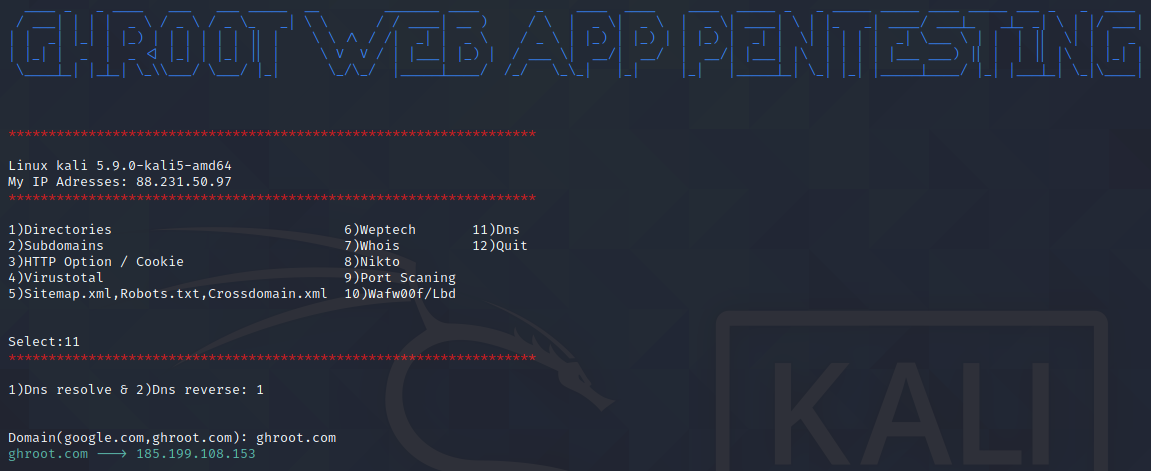 GHROOT WEB APP PENTESTING
****************************************************************** 
Linux kali 5.9.0-kali5-amd64
My IP Adresses: 88.231.50.97
******************************************************************
1)Directories 6)Weptech 11)Dns
2)Subdomains 7)Whois 12)Quit
3)HTTP Option / Cookie 8)Nikto
4)Virustotal 9)Port Scaning
5)Sitemap.xml,Robots.txt,Crossdomain.xml 10)Wafw00f/Lbd
Select:11
******************************************************************
1)Dns resolve & 2)Dns reverse: 1
Domain(google.com,ghroot.com): ghroot.com
ghroot.com ---> 185.199.108.153
KALI